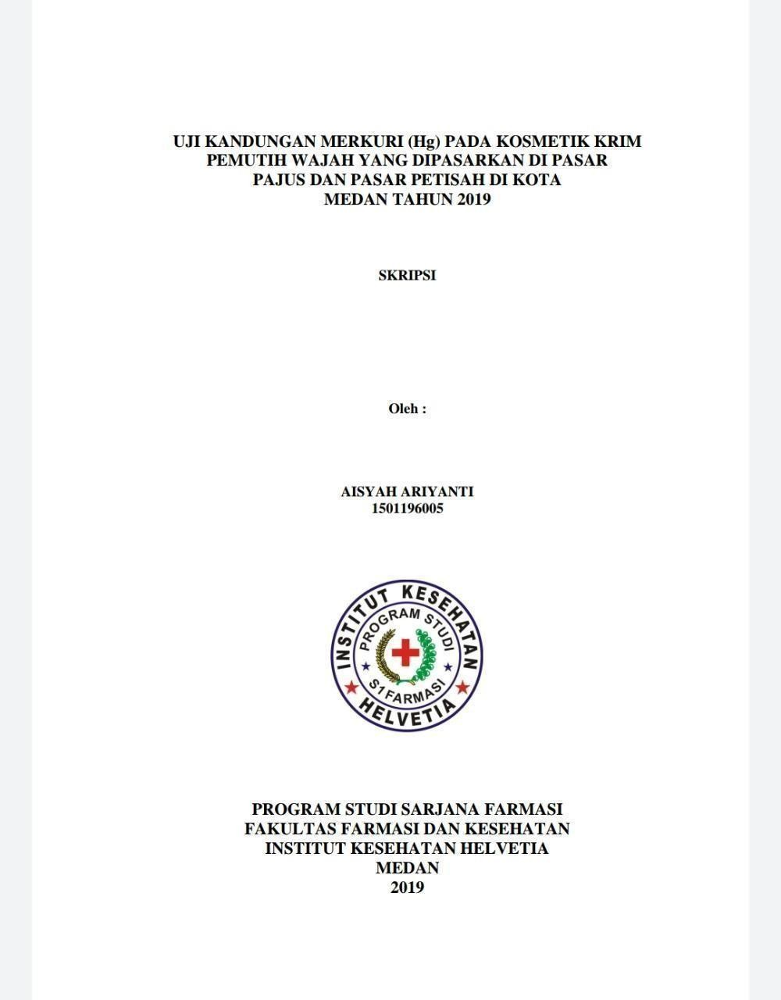 UJI KANDUNGAN MERKURI (Hg) PADA KOSMETIK KRIM
PEMUTIH WAJAH YANG DIPASARKAN DI PASAR
PAJUS DAN PASAR PETISAH DI KOTA
MEDAN TAHUN 2019
SKRIPSI
Oleh :
AISYAH ARIYANTI
1501196005
INSTITUT KESEHATAN
PROGRAM STUDI
S1 FARMASI
HELVETIA
PROGRAM STUDI SARJANA FARMASI
FAKULTAS FARMASI DAN KESEHATAN
INSTITUT KESEHATAN HELVETIA
MEDAN
2019